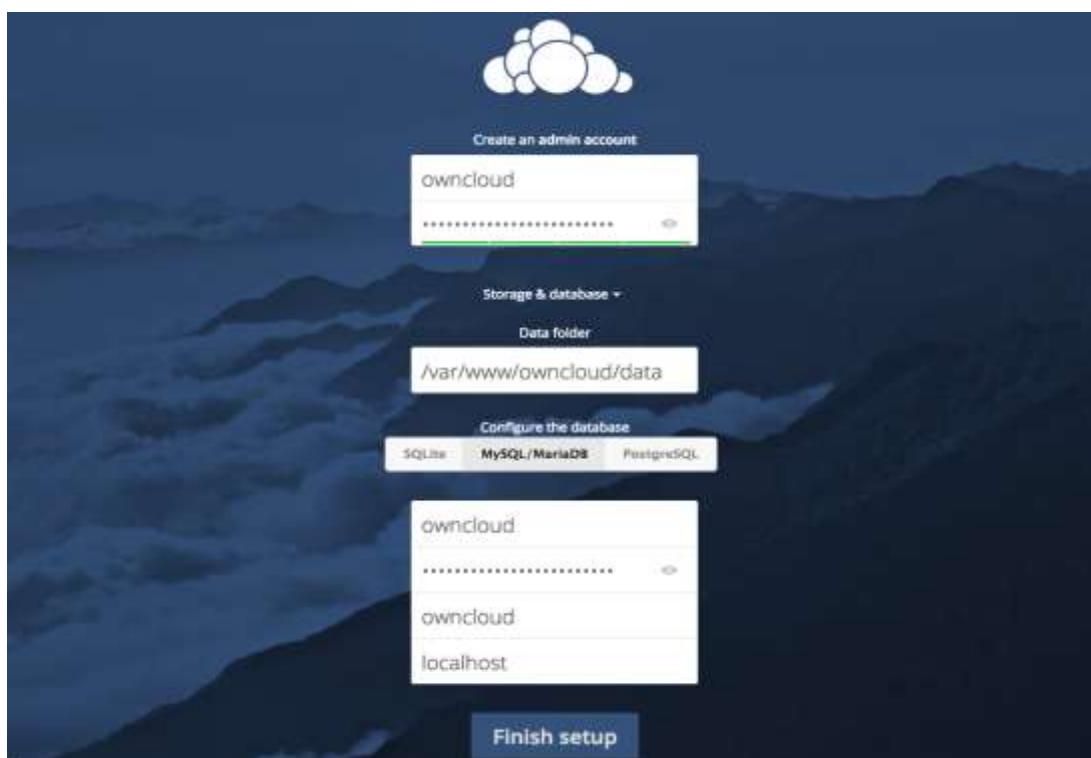 Create an admin account
owncloud
••••••••••••••••••••••••
Storage & database
Data folder
/var/www/owncloud/data
Configure the database
SQLite MySQL/MariaDB PostgreSQL
owncloud
••••••••••••••••••••••••
owncloud
localhost
Finish setup